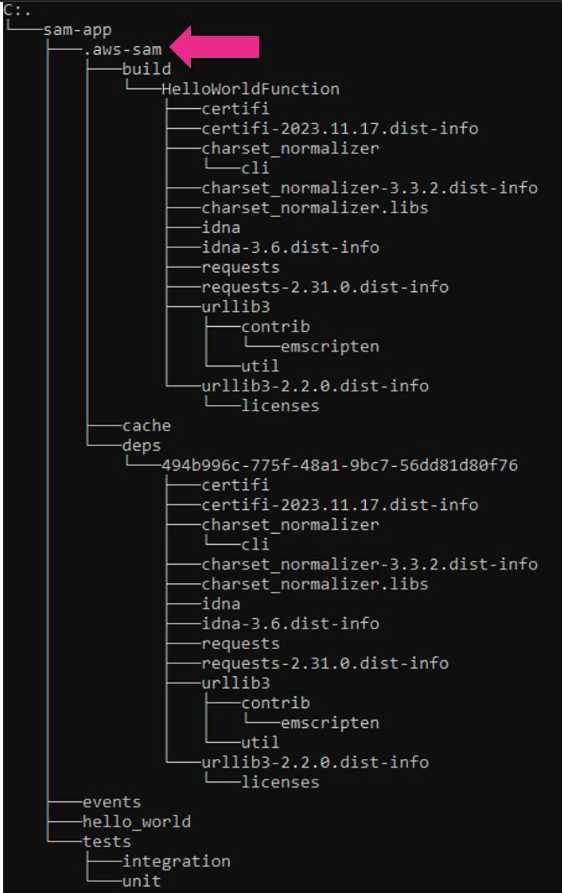 C:.
└───sam-app
    ├───.aws-sam
    │   ├───build
    │   │   └───HelloWorldFunction
    │   │       ├───certifi
    │   │       ├───certifi-2023.11.17.dist-info
    │   │       ├───charset_normalizer
    │   │       │   └───cli
    │   │       ├───charset_normalizer-3.3.2.dist-info
    │   │       ├───charset_normalizer.libs
    │   │       ├───idna
    │   │       ├───idna-3.6.dist-info
    │   │       ├───requests
    │   │       ├───requests-2.31.0.dist-info
    │   │       ├───urllib3
    │   │       │   ├───contrib
    │   │       │   │   └───emscripten
    │   │       │   └───util
    │   │       └───urllib3-2.2.0.dist-info
    │   │           └───licenses
    │   ├───cache
    │   └───deps
    │       └───494b996c-775f-48a1-9bc7-56dd81d80f76
    │           ├───certifi
    │           ├───certifi-2023.11.17.dist-info
    │           ├───charset_normalizer
    │           │   └───cli
    │           ├───charset_normalizer-3.3.2.dist-info
    │           ├───charset_normalizer.libs
    │           ├───idna
    │           ├───idna-3.6.dist-info
    │           ├───requests
    │           ├───requests-2.31.0.dist-info
    │           ├───urllib3
    │           │   ├───contrib
    │           │   │   └───emscripten
    │           │   └───util
    │           └───urllib3-2.2.0.dist-info
    │               └───licenses
    ├───events
    ├───hello_world
    └───tests
        ├───integration
        └───unit